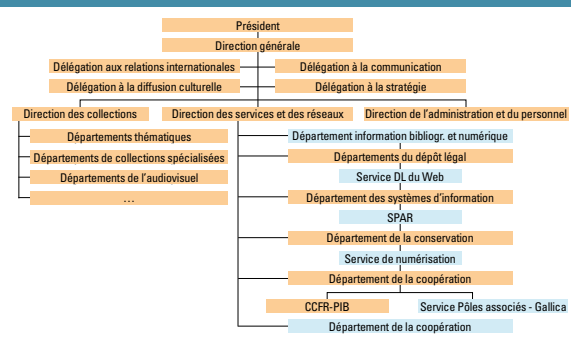 Président
Direction générale
Délégation aux relations internationales
Délégation à la communication
Délégation à la diffusion culturelle
Délégation à la stratégie
Direction des collections
Direction des services et des réseaux
Direction de l'administration et du personnel
Départements thématiques
Départements de collections spécialisées
Départements de l'audiovisuel
...
Département information bibliogr. et numérique
Départements du dépôt légal
Service DL du Web
Département des systèmes d'information
SPAR
Département de la conservation
Service de numérisation
Département de la coopération
CCFR-PIB
Service Pôles associés - Gallica
Département de la coopération